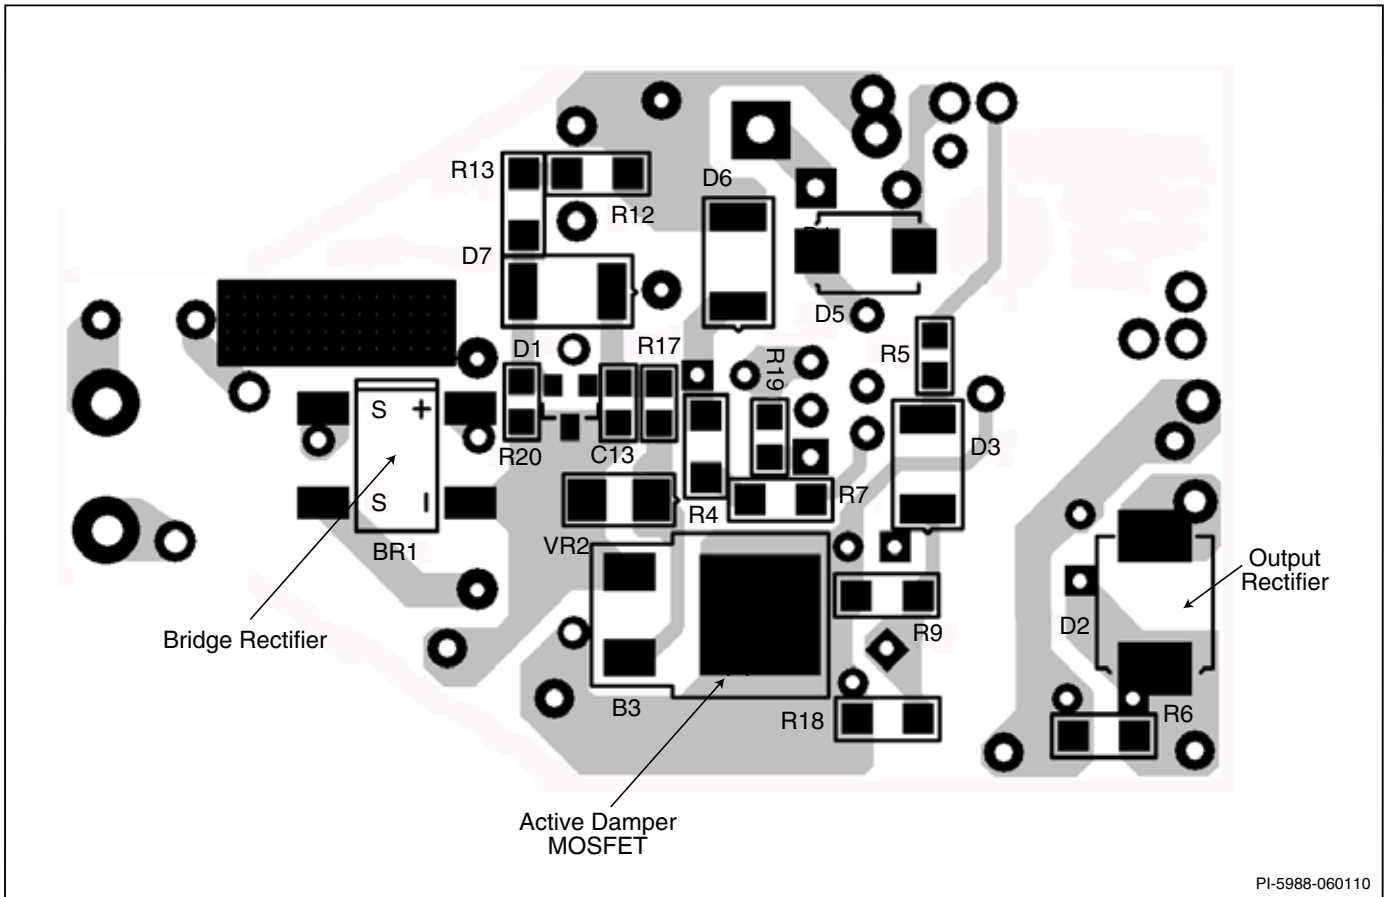 R13
R12
D6
D7
D5
D1
R17
R19
R5
S +
D3
R20
C13
S –
R4
R7
BR1
VR2
Output
Rectifier
Bridge Rectifier
R9
D2
B3
R18
R6
Active Damper
MOSFET
PI-5988-060110